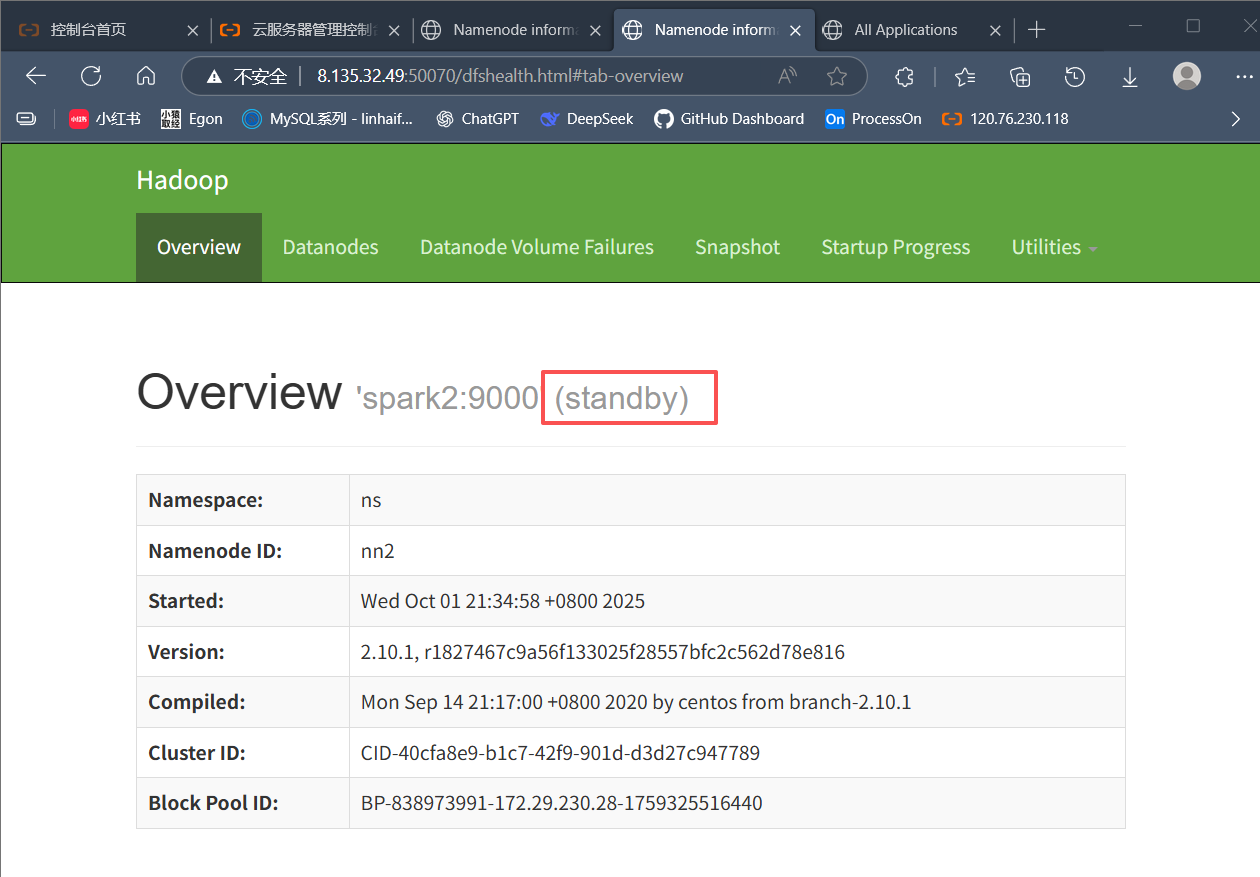 控制台首页 云服务器管理控制 Namenode inform Namenode inform All Applications
不安全 8.135.32.49:50070/dfshealth.html#tab-overview
小红书 Egon MySQL系列 - linhaif... ChatGPT DeepSeek GitHub Dashboard On ProcessOn 120.76.230.118
Hadoop
Overview Datanodes Datanode Volume Failures Snapshot Startup Progress Utilities
Overview 'spark2:9000' (standby)
Namespace: ns
Namenode ID: nn2
Started: Wed Oct 01 21:34:58 +0800 2025
Version: 2.10.1, r1827467c9a56f133025f28557bfc2c562d78e816
Compiled: Mon Sep 14 21:17:00 +0800 2020 by centos from branch-2.10.1
Cluster ID: CID-40cfa8e9-b1c7-42f9-901d-d3d27c947789
Block Pool ID: BP-838973991-172.29.230.28-1759325516440